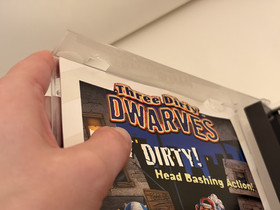 Three Dirty
DWARVES
DIRTY!
Head Bashing Action!